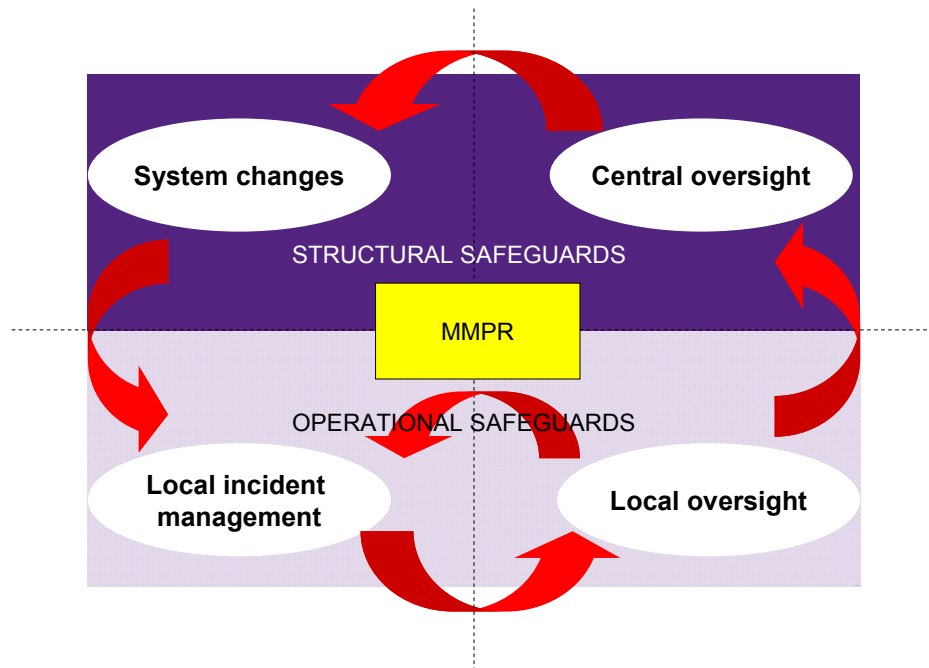 System changes
Central oversight
STRUCTURAL SAFEGUARDS
MMPR
OPERATIONAL SAFEGUARDS
Local incident
management
Local oversight